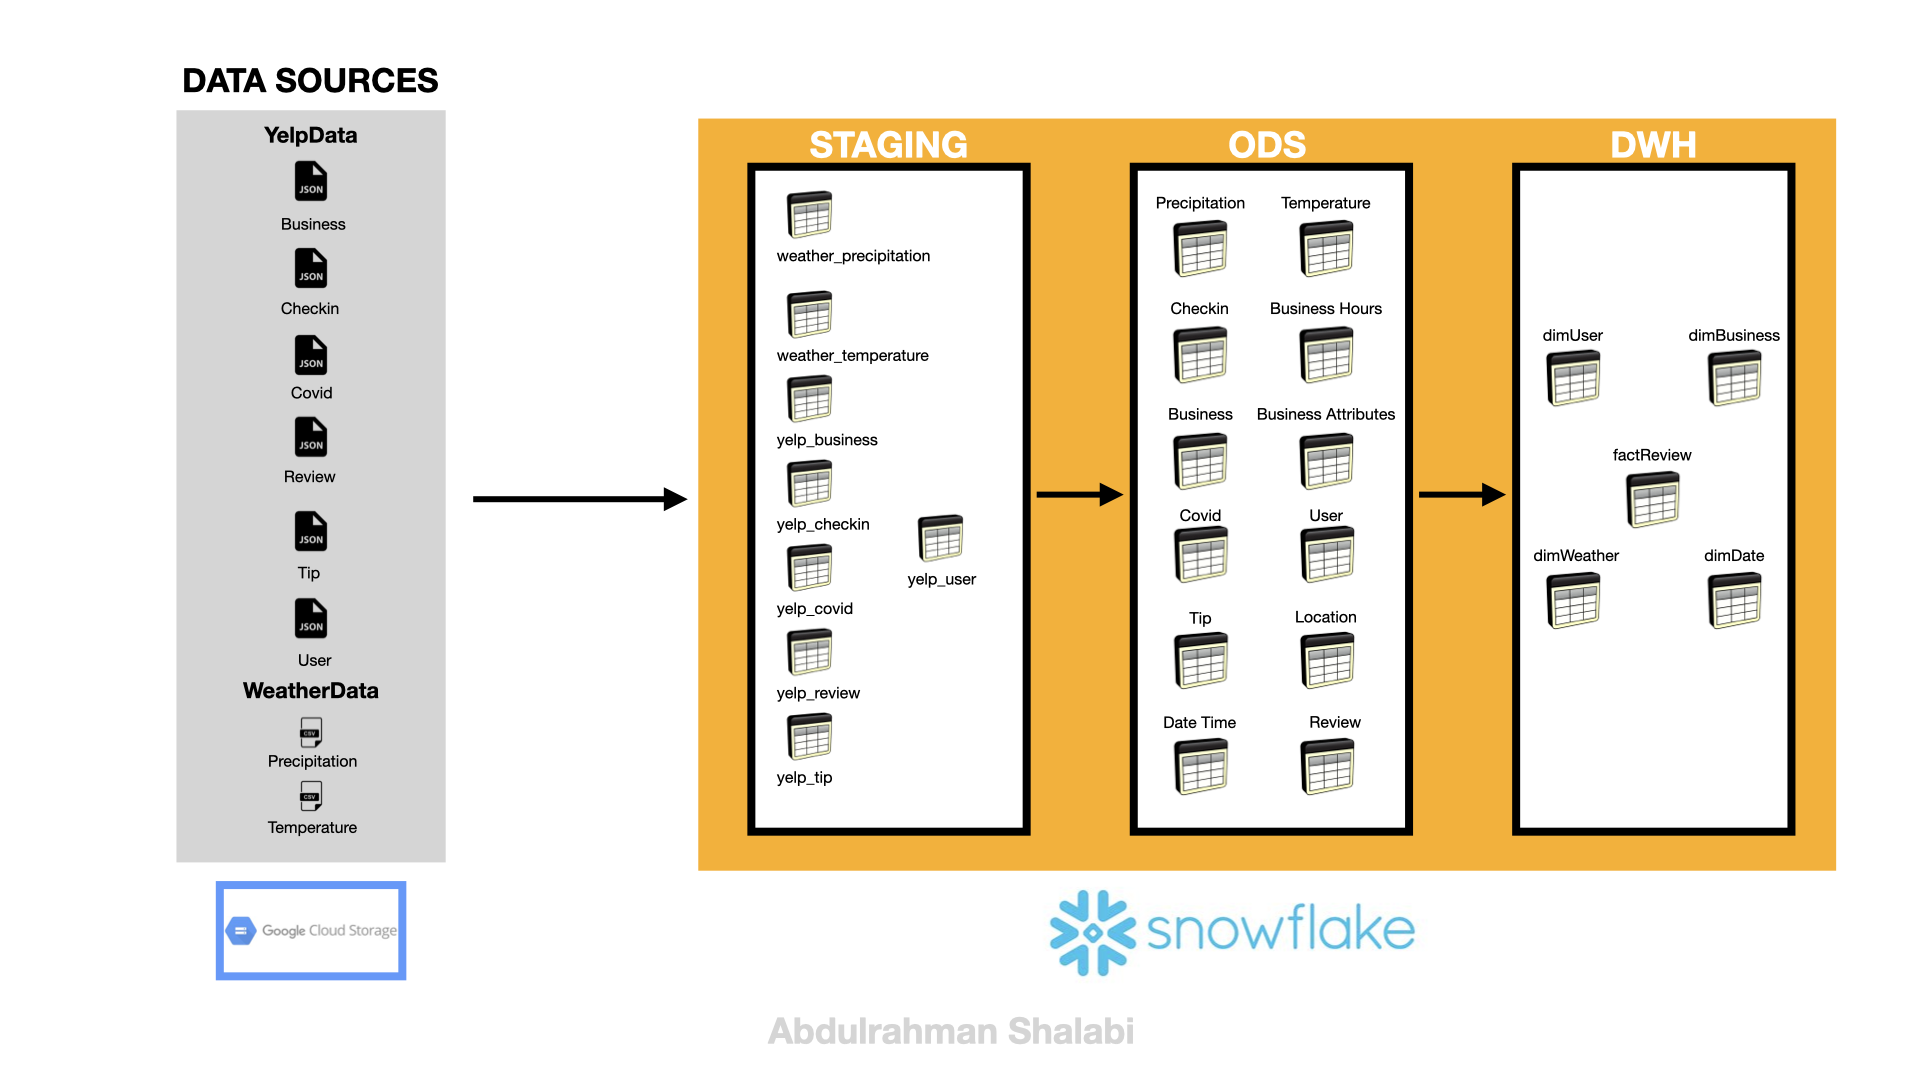 DATA SOURCES
YelpData
JSON
Business
JSON
Checkin
JSON
Covid
JSON
Review
JSON
Tip
JSON
User
WeatherData
CSV
Precipitation
CSV
Temperature
Google Cloud Storage
STAGING
weather_precipitation
weather_temperature
yelp_business
yelp_checkin
yelp_covid
yelp_review
yelp_tip
yelp_user
ODS
Precipitation Temperature
Checkin Business Hours
Business Business Attributes
Covid User
Tip Location
Date Time Review
DWH
dimUser dimBusiness
factReview
dimWeather dimDate
snowflake
Abdulrahman Shalabi